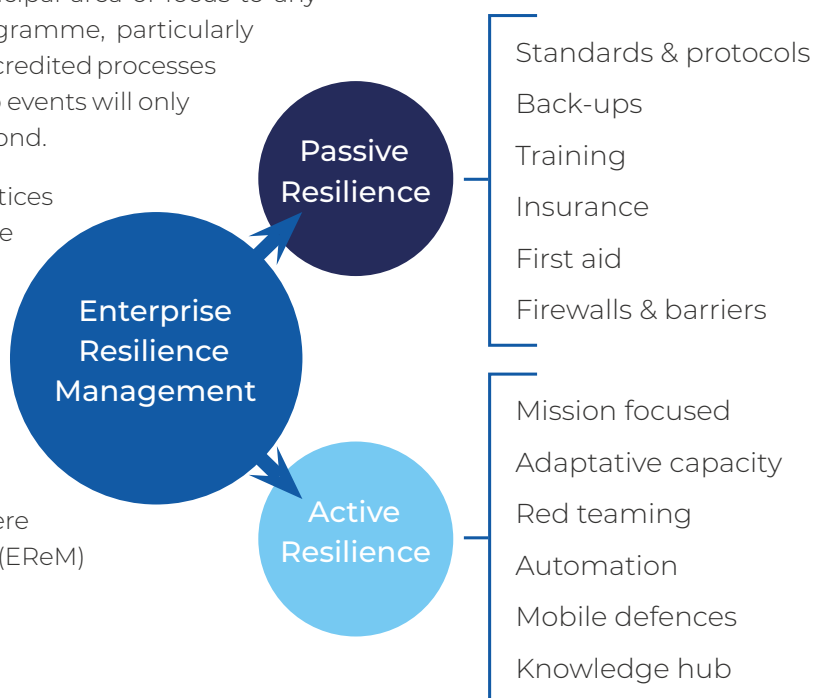 gramme, particularly
credited processes
events will only
ond.
tices
Enterprise
Resilience
Management
ere
(EReM)
Passive
Resilience
Standards & protocols
Back-ups
Training
Insurance
First aid
Firewalls & barriers
Active
Resilience
Mission focused
Adaptative capacity
Red teaming
Automation
Mobile defences
Knowledge hub